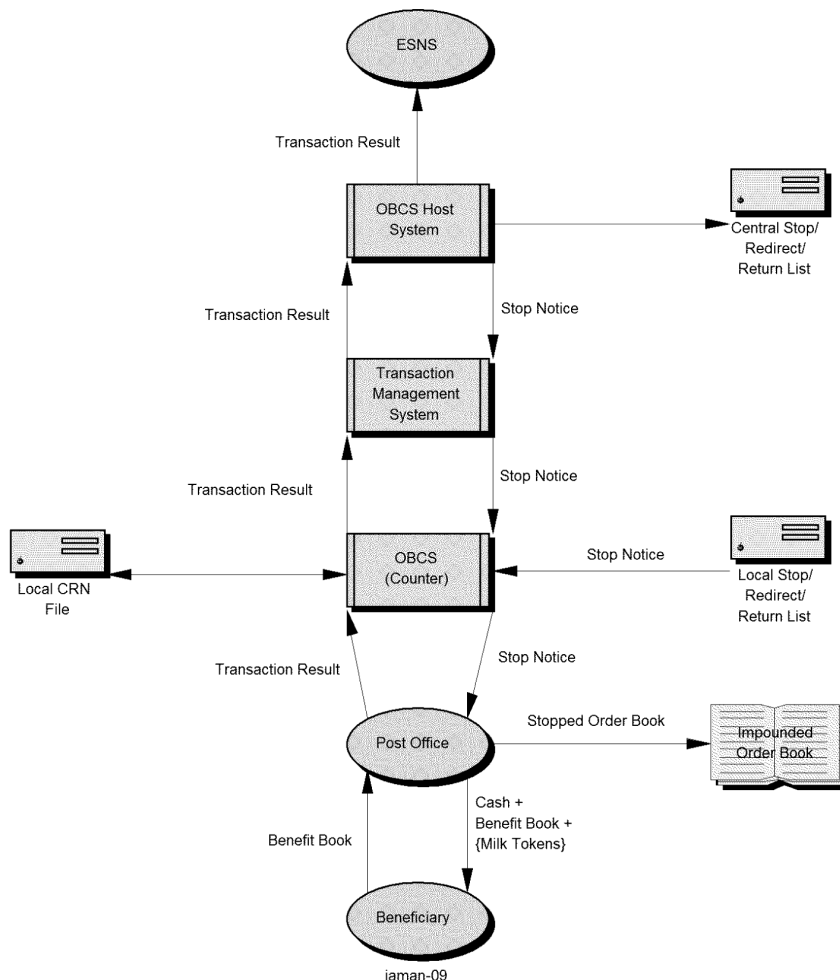 ESNS
Transaction Result
OBCS Host
System
Central Stop/
Redirect/
Return List
Transaction Result
Stop Notice
Transaction
Management
System
Transaction Result
Stop Notice
Local CRN
File
OBCS
(Counter)
Stop Notice
Local Stop/
Redirect/
Return List
Transaction Result
Stop Notice
Post Office
Stopped Order Book
Impounded
Order Book
Benefit Book
Cash +
Benefit Book +
{Milk Tokens}
Beneficiary
iaman-09